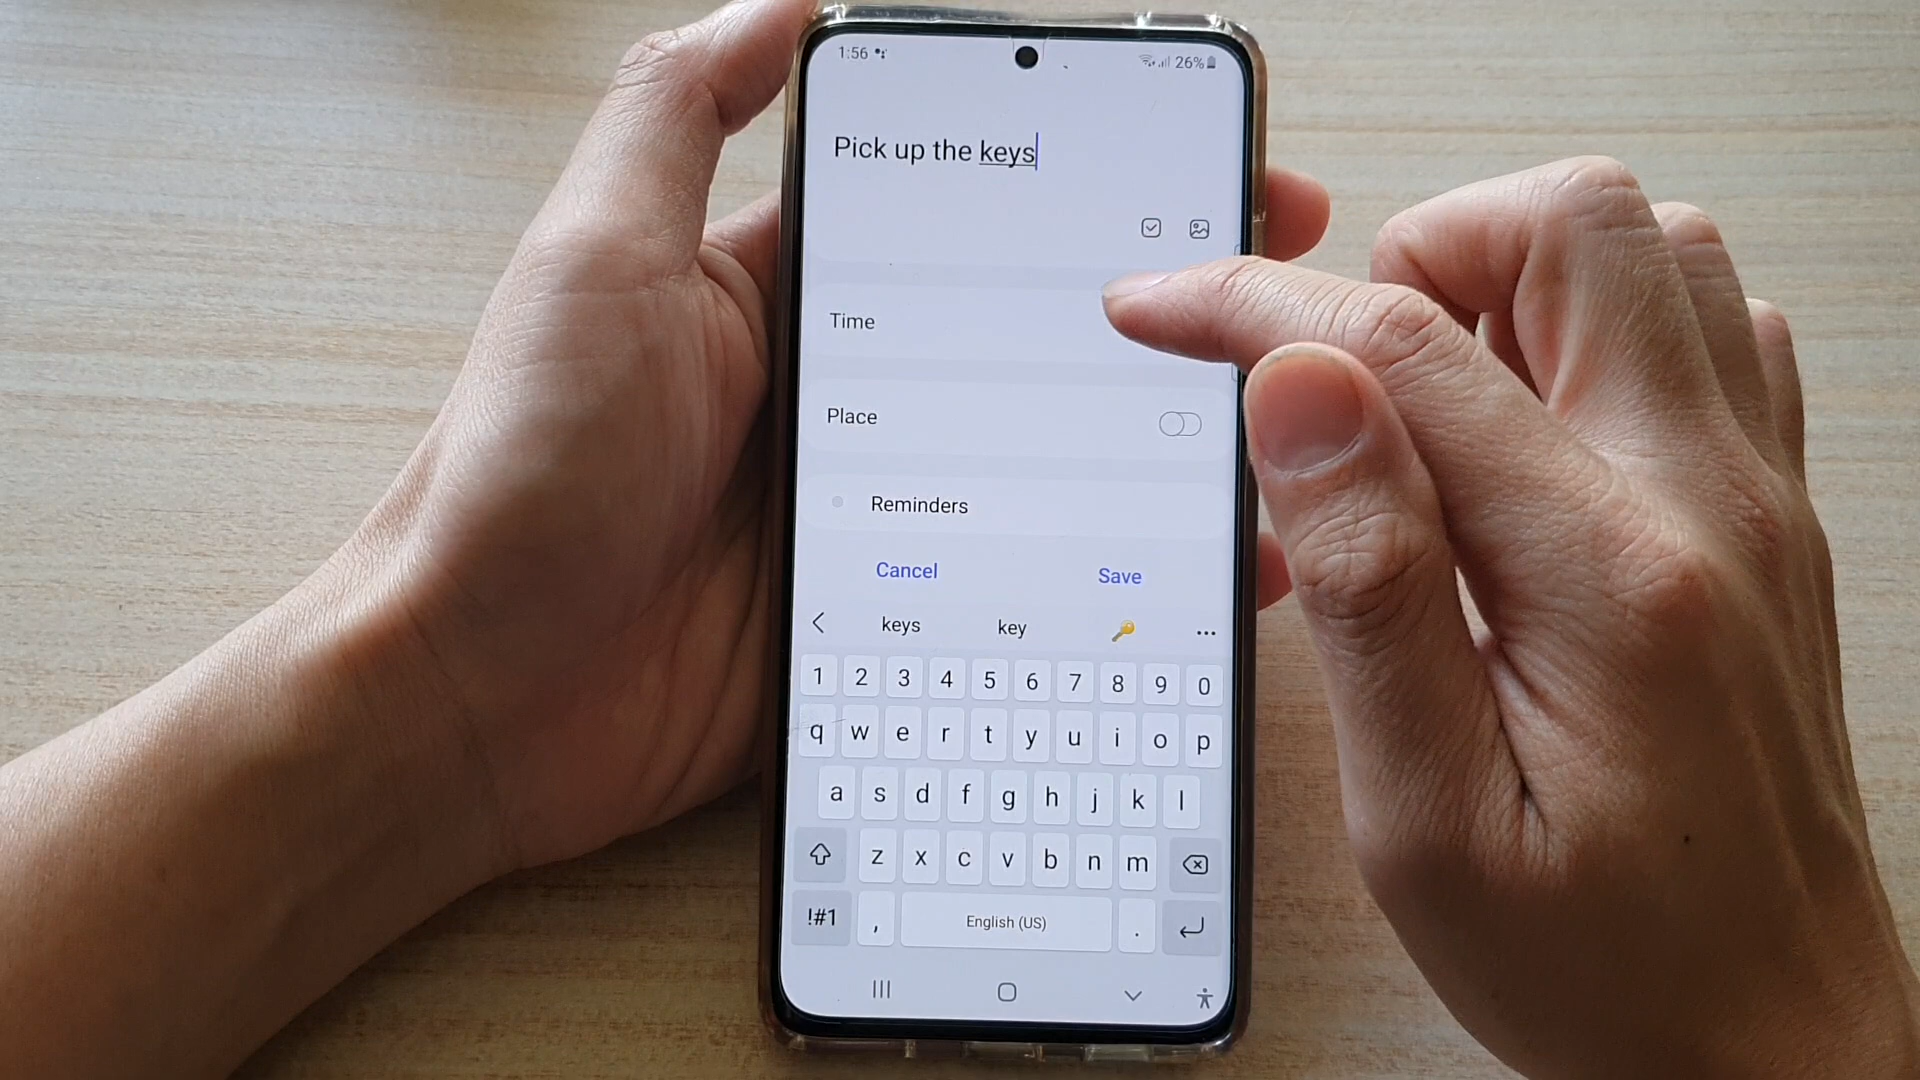 1:56 26%
Pick up the keys
Time
Place
Reminders
Cancel Save
keys key
1 2 3 4 5 6 7 8 9 0
q w e r t y u i o p
a s d f g h j k l
z x c v b n m
!#1 , English (US) .